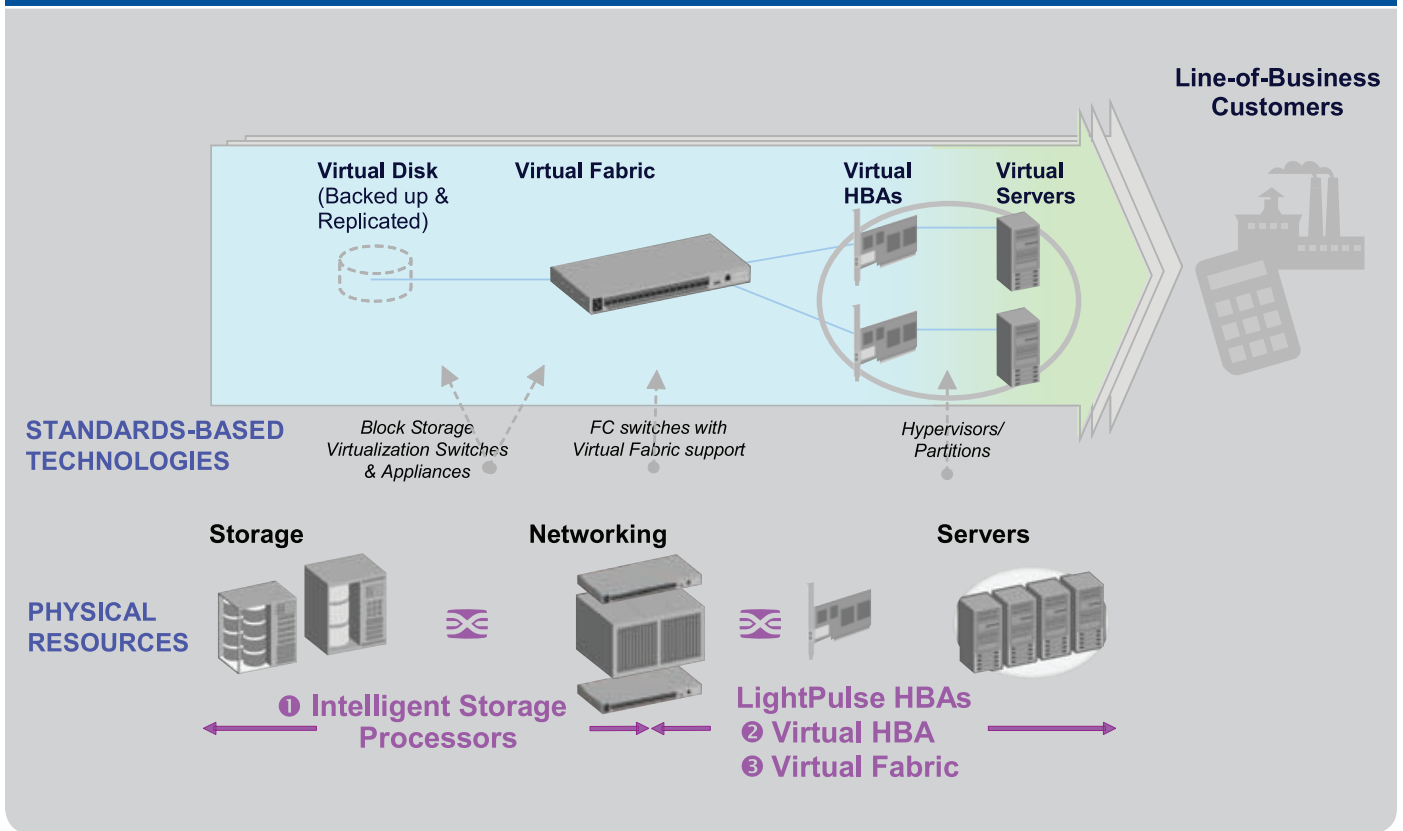 Line-of-Business
Customers
Virtual Disk
(Backed up &
Replicated)
Virtual Fabric
Virtual
HBAs
Virtual
Servers
STANDARDS-BASED
TECHNOLOGIES
Block Storage
Virtualization Switches
& Appliances
FC switches with
Virtual Fabric support
Hypervisors/
Partitions
Storage
Networking
Servers
PHYSICAL
RESOURCES
❶ Intelligent Storage
Processors
LightPulse HBAs
❷ Virtual HBA
❸ Virtual Fabric